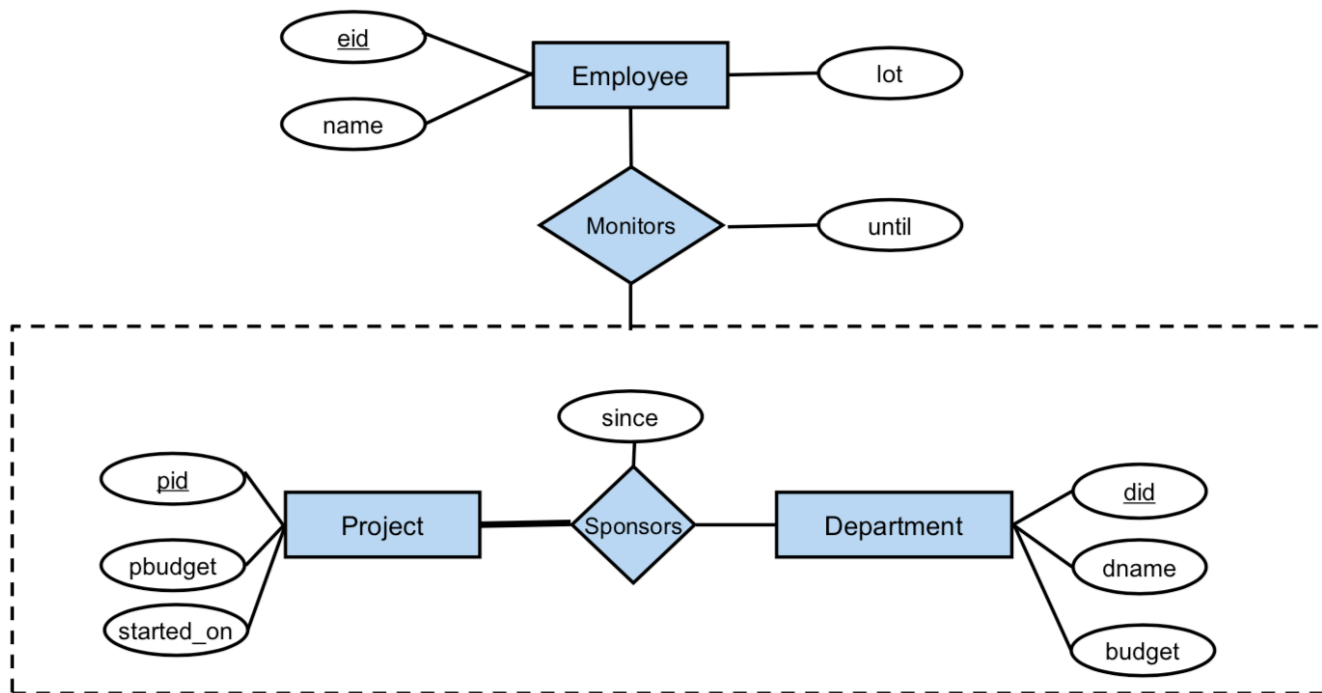 eid
Employee
lot
name
Monitors
until
since
pid
did
Project
Sponsors
Department
pbudget
dname
started_on
budget